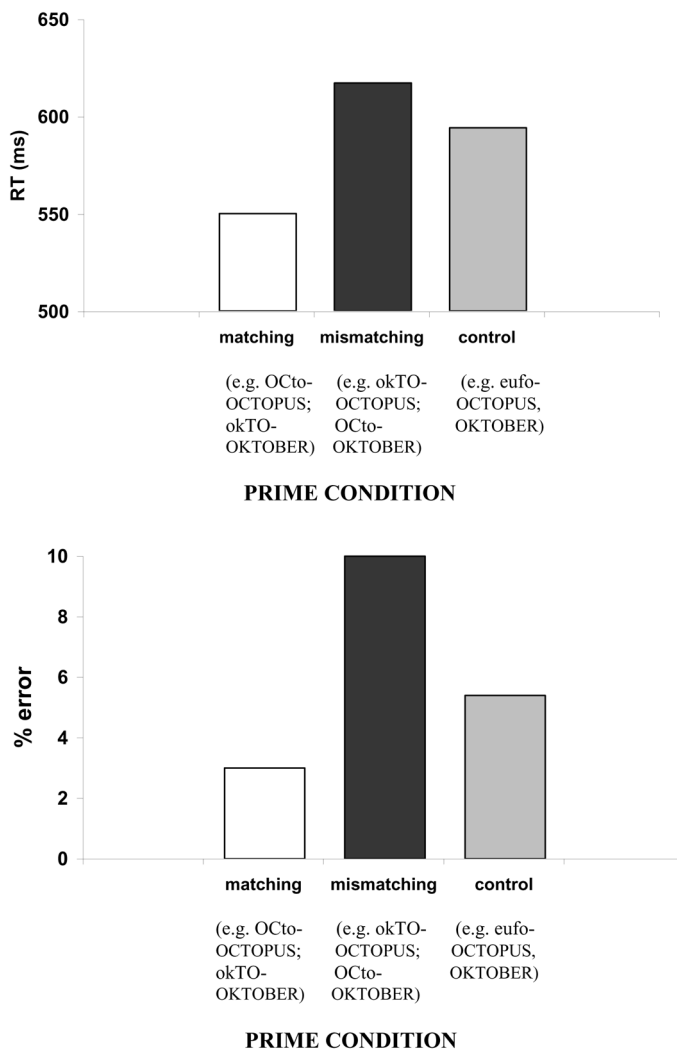 650
600
550
500
RT (ms)
matching mismatching control
(e.g. OCto- (e.g. okTO- (e.g. eufo-
OCTOPUS; OCTOPUS; OCTOPUS,
okTO- OCto- OKTOBER)
OKTOBER) OKTOBER)
PRIME CONDITION
10
8
6
4
2
0
% error
matching mismatching control
(e.g. OCto- (e.g. okTO- (e.g. eufo-
OCTOPUS; OCTOPUS; OCTOPUS,
okTO- OCto- OKTOBER)
OKTOBER) OKTOBER)
PRIME CONDITION